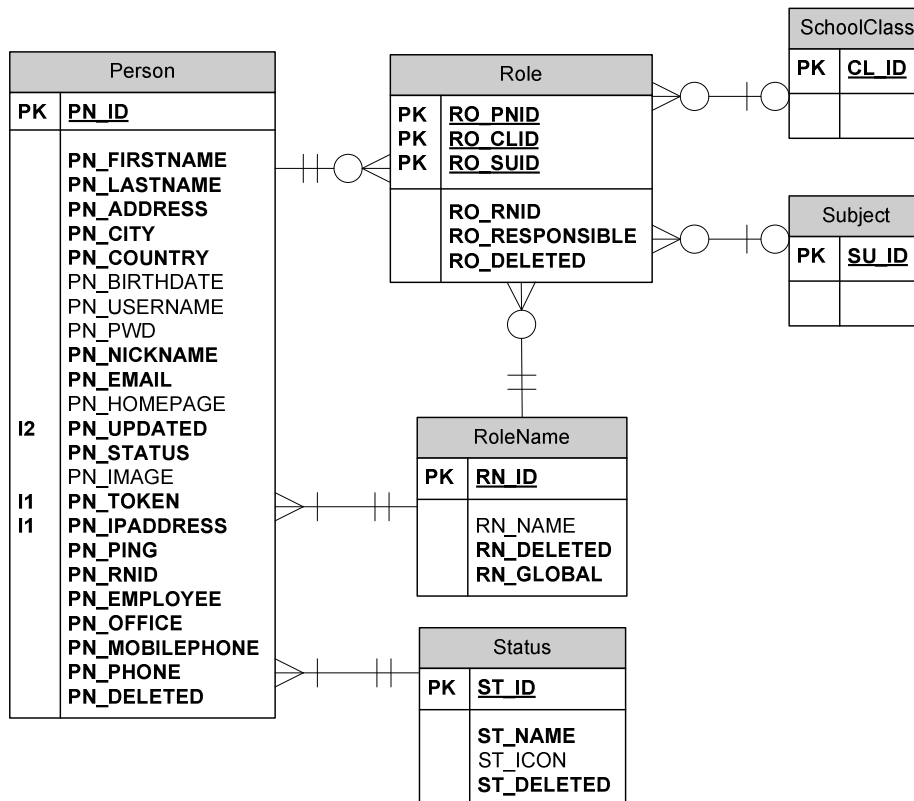 Person
PK PN_ID
PN_FIRSTNAME
PN_LASTNAME
PN_ADDRESS
PN_CITY
PN_COUNTRY
PN_BIRTHDATE
PN_USERNAME
PN_PWD
PN_NICKNAME
PN_EMAIL
PN_HOMEPAGE
I2 PN_UPDATED
PN_STATUS
PN_IMAGE
I1 PN_TOKEN
I1 PN_IPADDRESS
PN_PING
PN_RNID
PN_EMPLOYEE
PN_OFFICE
PN_MOBILEPHONE
PN_PHONE
PN_DELETED
Role
PK RO_PNID
PK RO_CLID
PK RO_SUID
RO_RNID
RO_RESPONSIBLE
RO_DELETED
SchoolClass
PK CL_ID
Subject
PK SU_ID
RoleName
PK RN_ID
RN_NAME
RN_DELETED
RN_GLOBAL
Status
PK ST_ID
ST_NAME
ST_ICON
ST_DELETED